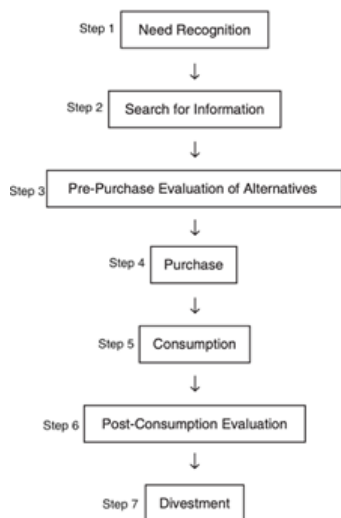 Step 1 Need Recognition
Step 2 Search for Information
Step 3 Pre-Purchase Evaluation of Alternatives
Step 4 Purchase
Step 5 Consumption
Step 6 Post-Consumption Evaluation
Step 7 Divestment